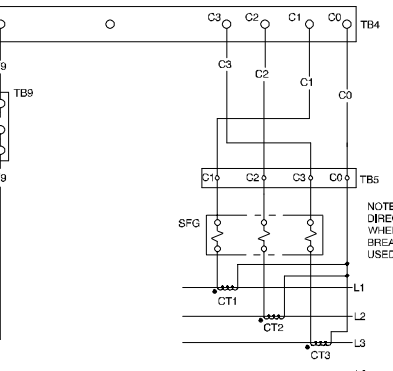 C3 C2 C1 C0 TB4
9
C3
C2
C1
C0
TB9
9
C1 C2 C3 C0 TB5
SFG
NOTE
DIREC
WHE
BREA
USED
L1
CT1
L2
CT2
L3
CT3